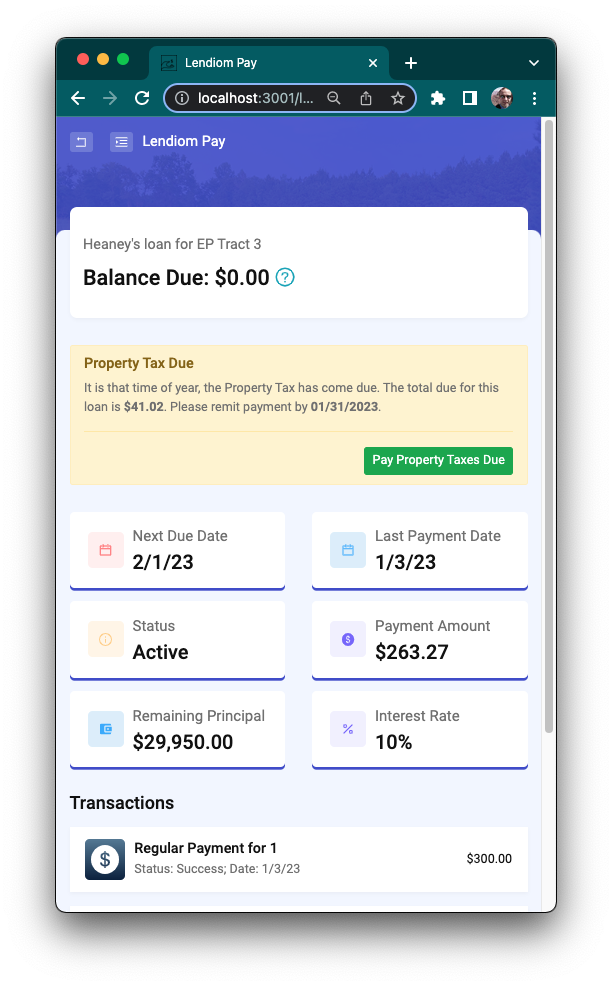 Lendiom Pay
localhost:3001/l...
Lendiom Pay
Heaney's loan for EP Tract 3
Balance Due: $0.00 ?
Property Tax Due
It is that time of year, the Property Tax has come due. The total due for this
loan is $41.02. Please remit payment by 01/31/2023.
Pay Property Taxes Due
Next Due Date
2/1/23
Last Payment Date
1/3/23
Status
Active
Payment Amount
$263.27
Remaining Principal
$29,950.00
Interest Rate
10%
Transactions
Regular Payment for 1
Status: Success; Date: 1/3/23
$300.00